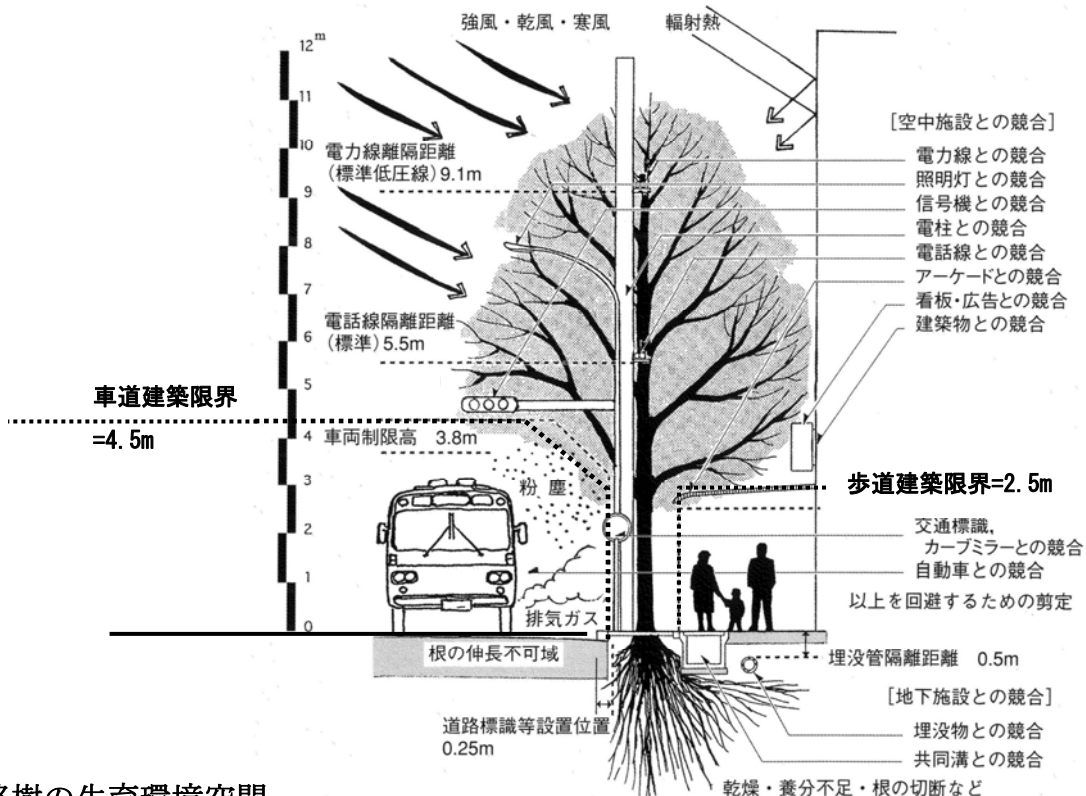 強風・乾風・寒風
輻射熱
12m
11
10
9
8
7
6
5
4
3
2
1
0
電力線離隔距離
(標準低圧線)9.1m
電話線隔離距離
(標準)5.5m
車道建築限界
=4.5m
車両制限高 3.8m
粉塵
排気ガス
根の伸長不可域
道路標識等設置位置
0.25m
[空中施設との競合]
電力線との競合
照明灯との競合
信号機との競合
電柱との競合
電話線との競合
アーケードとの競合
看板・広告との競合
建築物との競合
歩道建築限界=2.5m
交通標識,
カーブミラーとの競合
自動車との競合
以上を回避するための剪定
埋没管隔離距離 0.5m
[地下施設との競合]
埋没物との競合
共同溝との競合
乾燥・養分不足・根の切断など
樹の生育環境空間